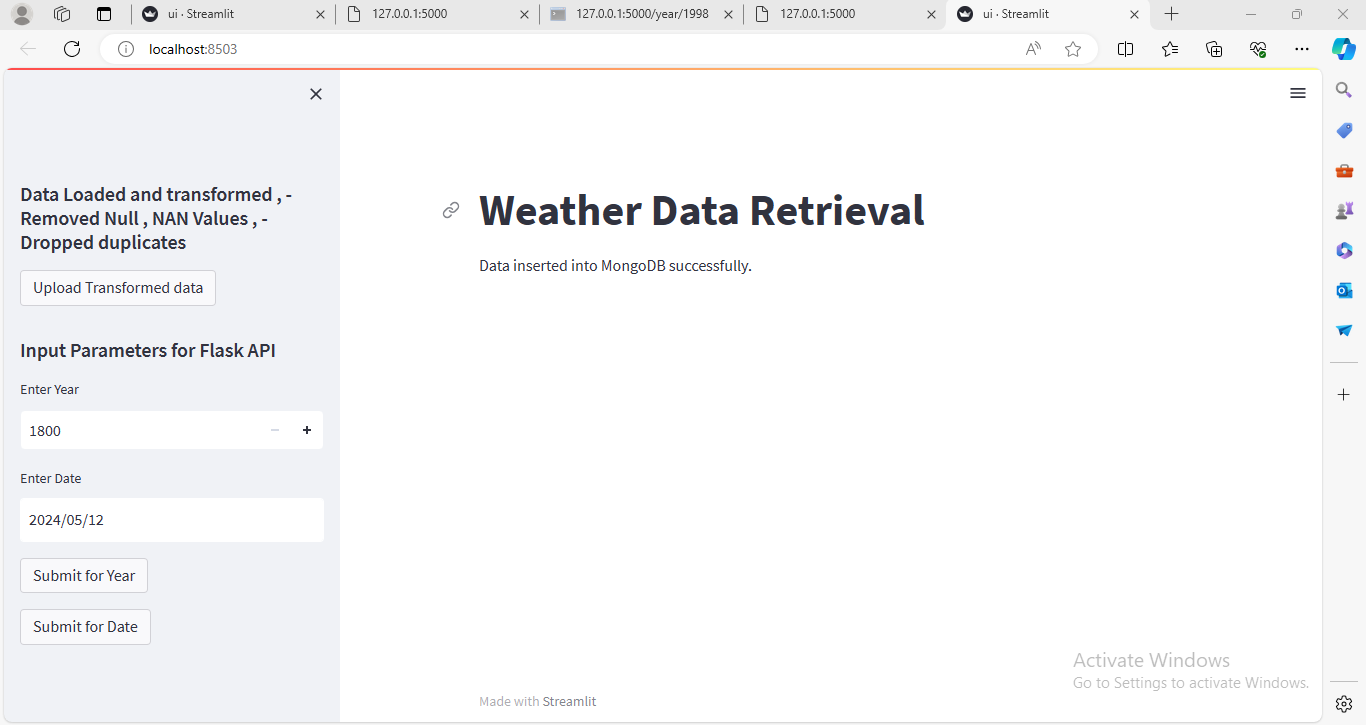 ui · Streamlit
127.0.0.1:5000
127.0.0.1:5000/year/1998
127.0.0.1:5000
ui · Streamlit
localhost:8503
Data Loaded and transformed , -
Removed Null , NAN Values , -
Dropped duplicates
Upload Transformed data
Input Parameters for Flask API
Enter Year
1800
Enter Date
2024/05/12
Submit for Year
Submit for Date
Weather Data Retrieval
Data inserted into MongoDB successfully.
Made with Streamlit
Activate Windows
Go to Settings to activate Windows.